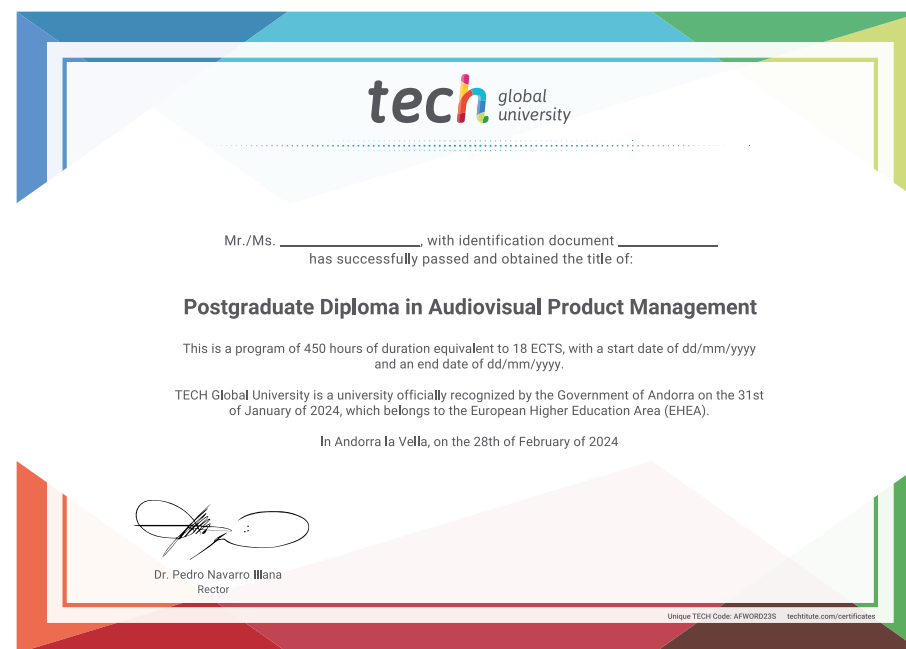 tech global university
Mr./Ms. ____________________, with identification document ______________
has successfully passed and obtained the title of:
Postgraduate Diploma in Audiovisual Product Management
This is a program of 450 hours of duration equivalent to 18 ECTS, with a start date of dd/mm/yyyy
and an end date of dd/mm/yyyy.
TECH Global University is a university officially recognized by the Government of Andorra on the 31st
of January of 2024, which belongs to the European Higher Education Area (EHEA).
In Andorra la Vella, on the 28th of February of 2024
Dr. Pedro Navarro Illana
Rector
Unique TECH Code: AFWORD23S techtitute.com/certificates